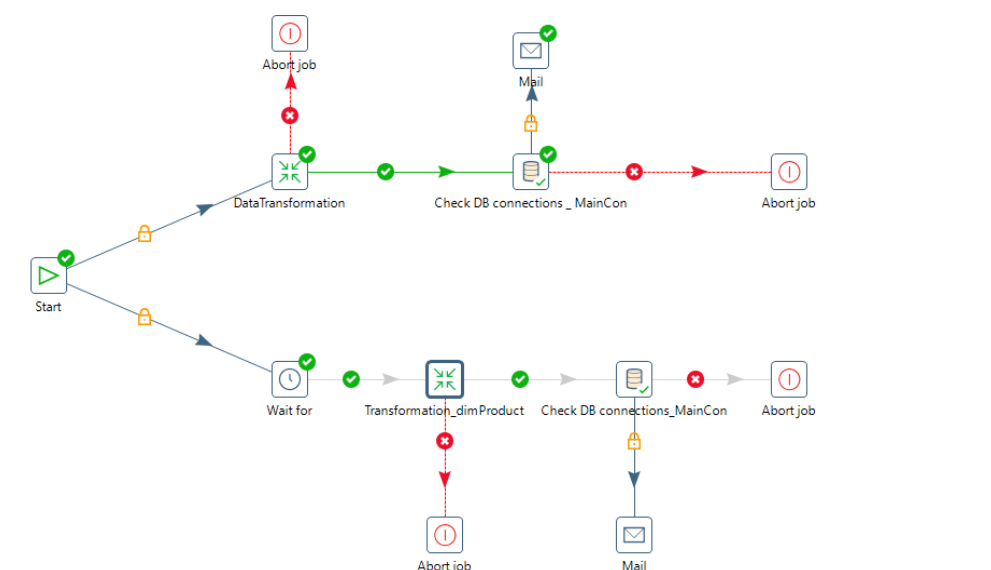 Abort job
Mail
DataTransformation
Check DB connections _ MainCon
Abort job
Start
Wait for
Transformation_dimProduct
Check DB connections_MainCon
Abort job
Abort job
Mail